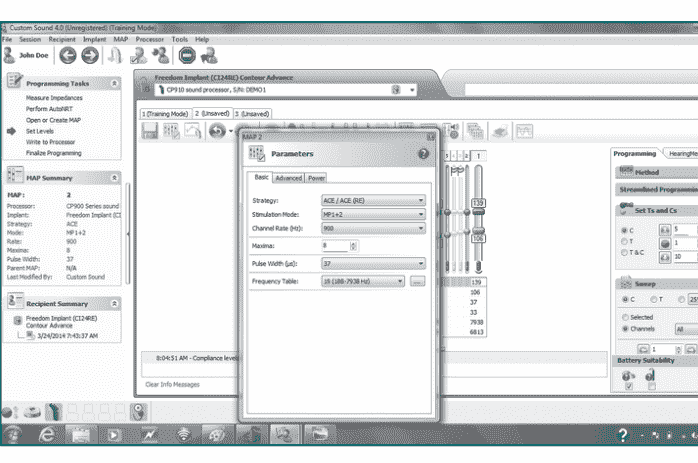 Custom Sound 4.0 (Unregistered) (Training Mode)
File Session Recipient Implant MAP Processor Tools Help
John Doe
Programming Tasks
Measure Impedances
Perform AutoNRT
Open or Create MAP
Set Levels
Write to Processor
Finalize Programming
MAP Summary
MAP: 2
Processor: CP900 Series sound
Implant: Freedom Implant (CI
Strategy: ACE
Mode: MP1+2
Rate: 900
Maxima: 8
Pulse Width: 37
Parent MAP: N/A
Last Modified By: Custom Sound
Recipient Summary
Freedom Implant (CI24RE)
Contour Advance
3/24/2014 7:43:37 AM
Freedom Implant (CI24RE) Contour Advance
CP910 sound processor, S/N: DEMO1
1 (Training Mode) 2 (Unsaved) 3 (Unsaved)
MAP 2
Parameters
Basic Advanced Power
Strategy: ACE / ACE (RE)
Stimulation Mode: MP1+2
Channel Rate (Hz): 900
Maxima: 8
Pulse Width (µs): 37
Frequency Table: (188-7938 Hz) ...
1
139
106
139
106
37
33
7938
6813
8:04:51 AM - Compliance level
Clear Info Messages
Programming HearingMe
Method
Streamlined Programm
Set Ts and Cs
C 5
T 1
T & C 10
Sweep
C T 25
Selected
Channels All
1
Battery Suitability